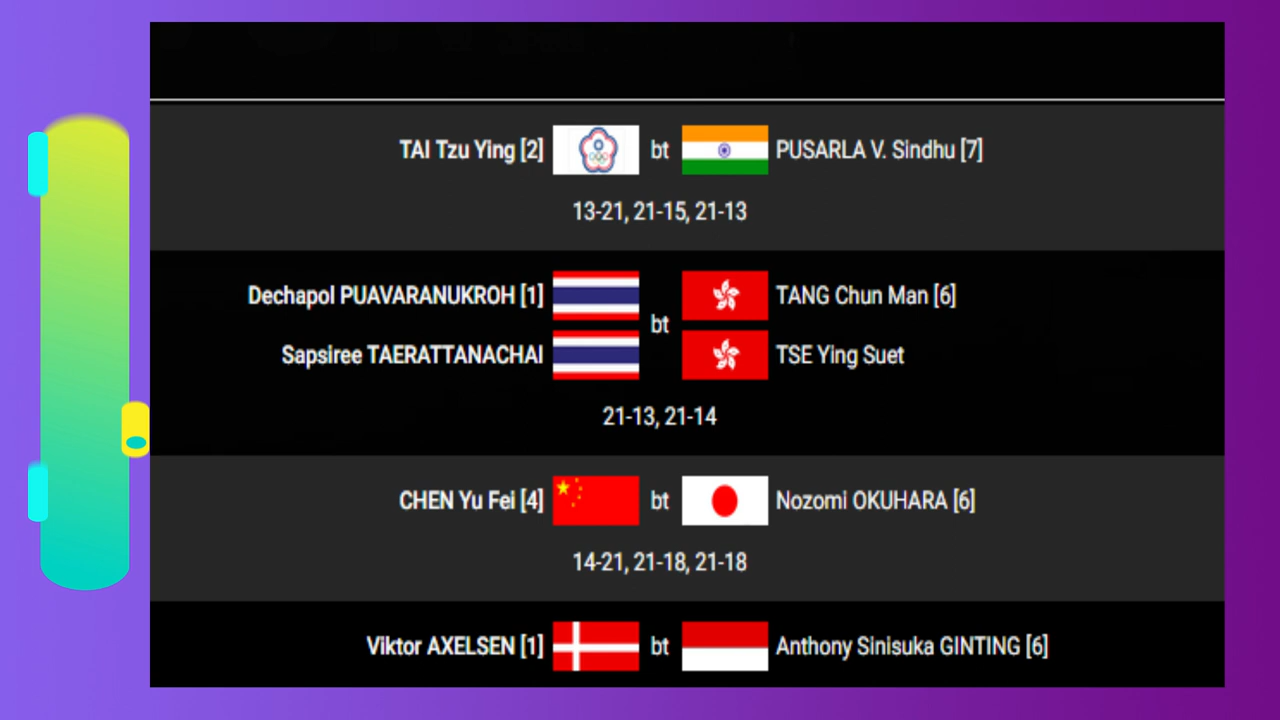 TAI Tzu Ying [2] bt PUSARLA V. Sindhu [7]
13-21, 21-15, 21-13
Dechapol PUAVARANUKROH [1] TANG Chun Man [6]
bt
Sapsiree TAERATTANACHAI TSE Ying Suet
21-13, 21-14
CHEN Yu Fei [4] bt Nozomi OKUHARA [6]
14-21, 21-18, 21-18
Viktor AXELSEN [1] bt Anthony Sinisuka GINTING [6]